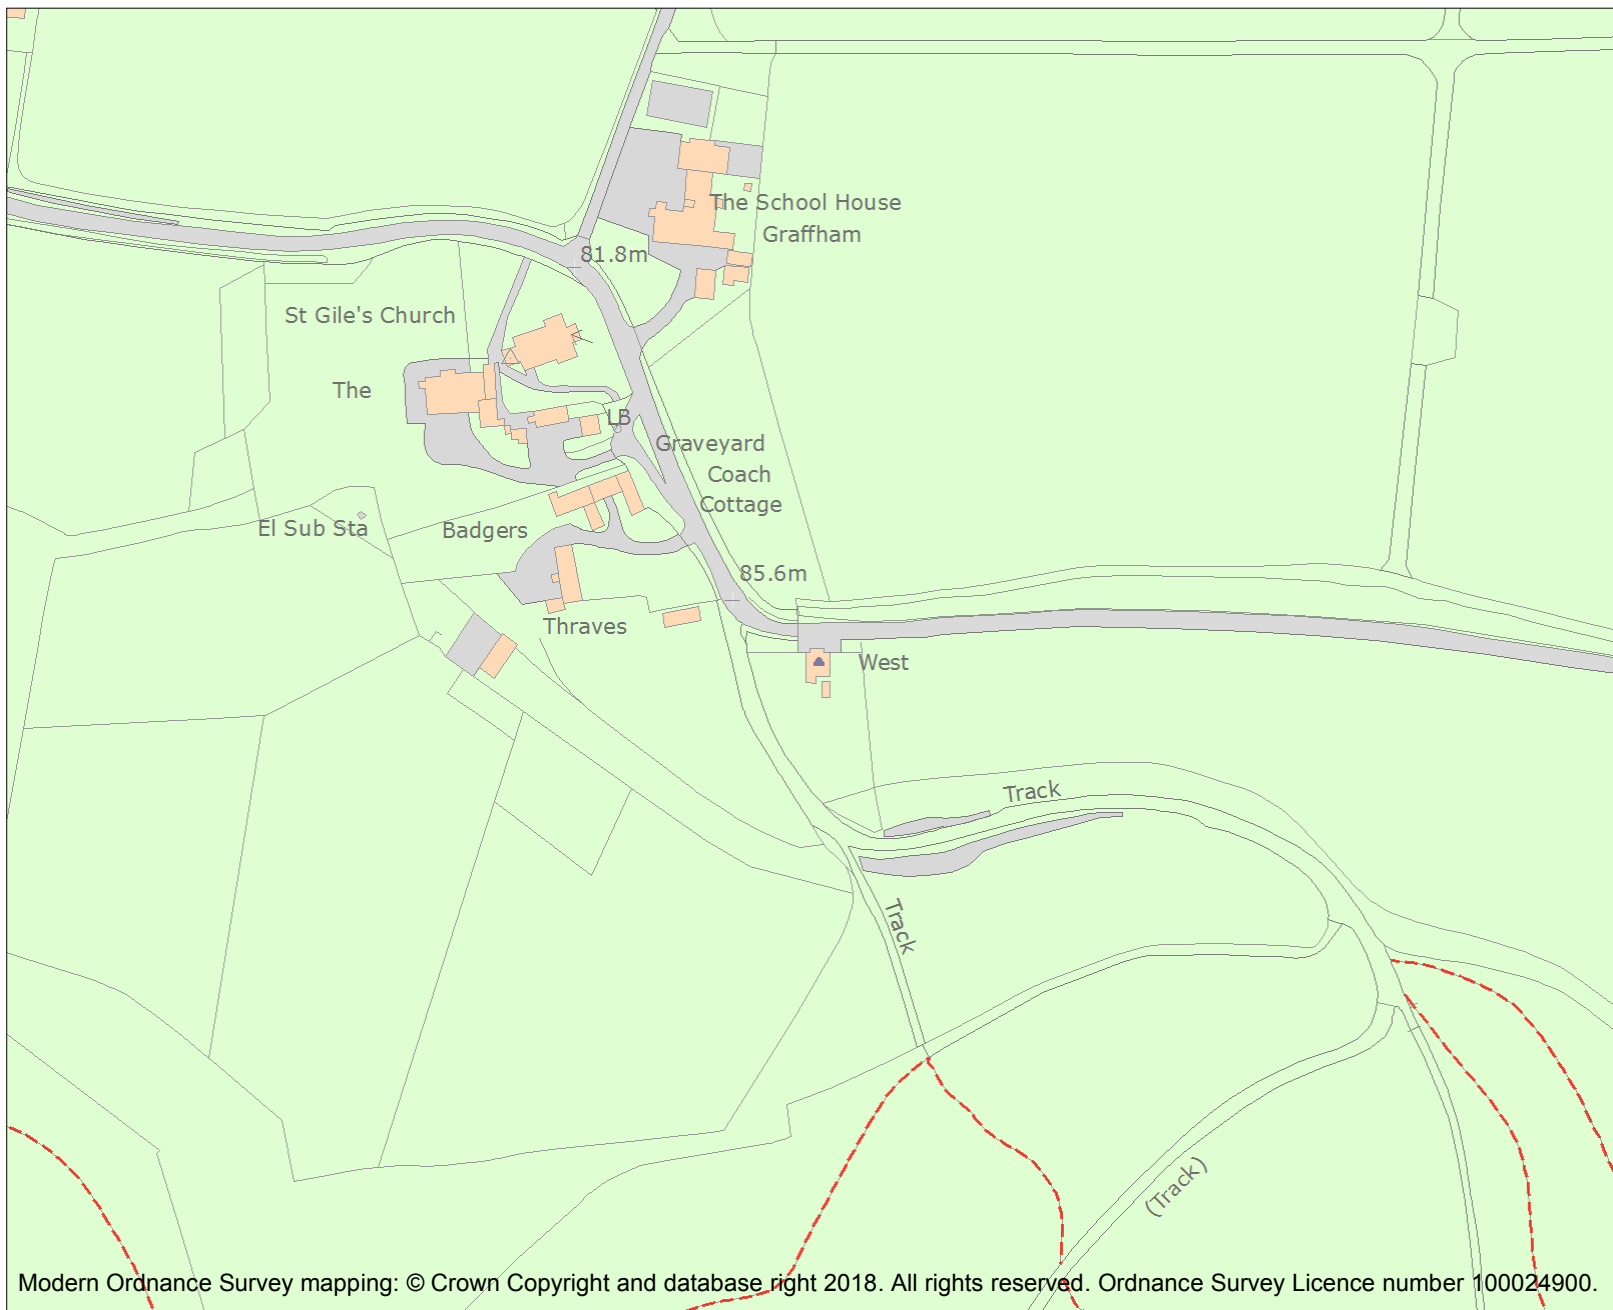 The School House
Graffham
81.8m
St Gile's Church
The
LB
Graveyard
Coach
Cottage
El Sub Sta
Badgers
85.6m
Thraves
West
Track
Track
(Track)
Modern Ordnance Survey mapping: © Crown Copyright and database right 2018. All rights reserved. Ordnance Survey Licence number 100024900.